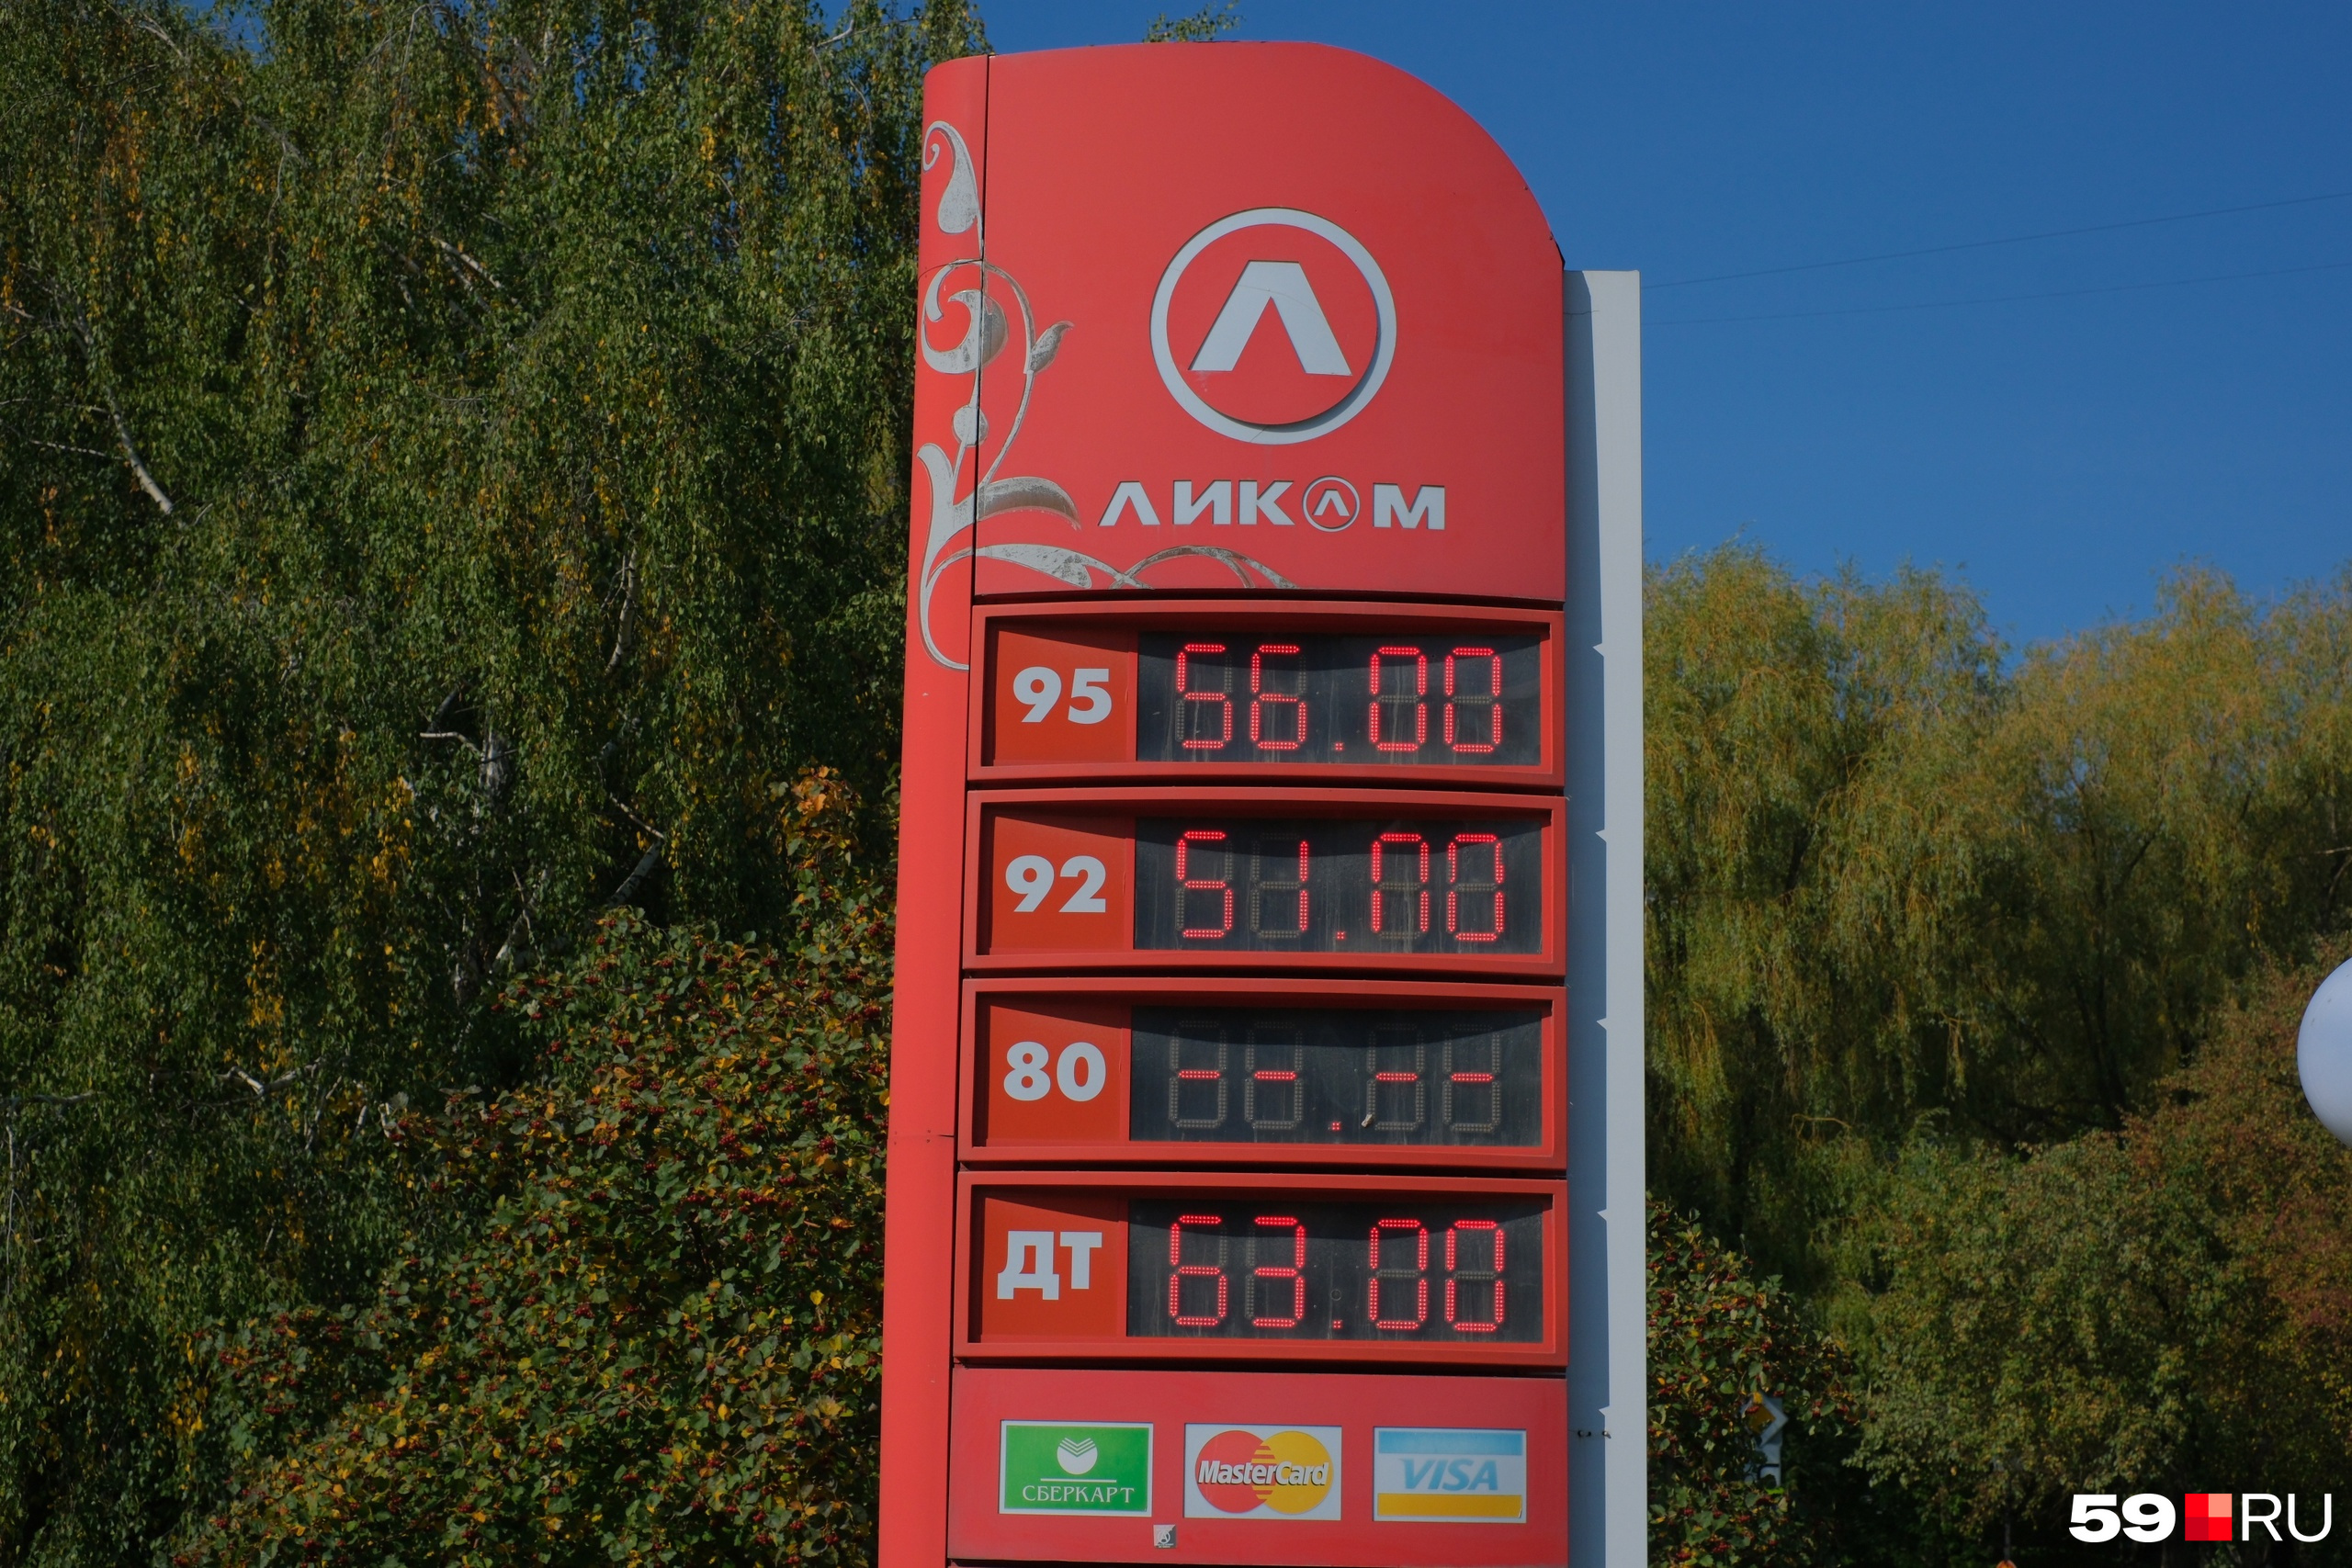 Л
ЛИКОМ
95 56.00
92 51.00
80 --.--
ДТ 63.00
СБЕРКАРТ MasterCard VISA
59 RU